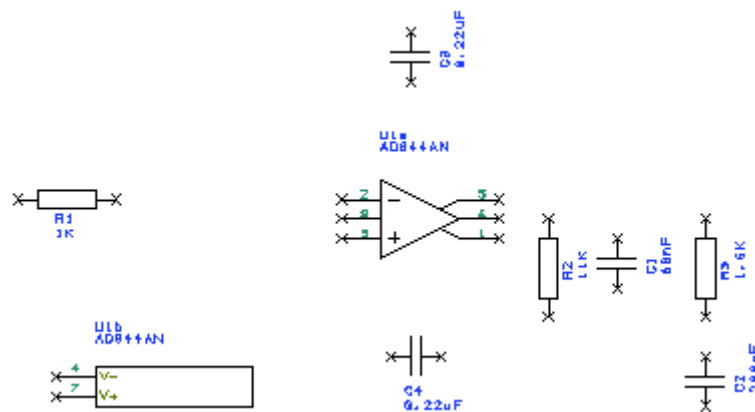 C3
0.22uF
U1a
AD844AN
2
5
8
6
3
1
R1
1K
R2
11K
C1
68nF
R3
1.6K
U1b
AD844AN
4
V-
7
V+
C4
0.22uF
C2